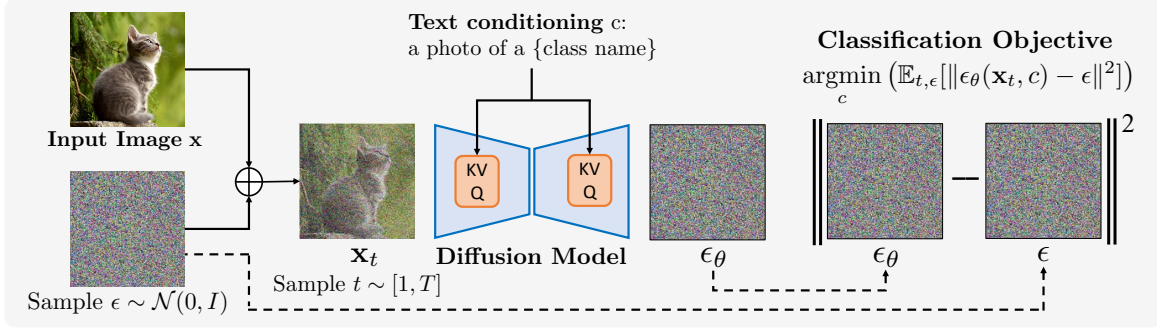 Text conditioning c:
a photo of a {class name}
Classification Objective
argmin (𝔼t,ϵ[‖ϵθ(xt, c) − ϵ‖²])
c
Input Image x
KV
Q
KV
Q
2
xt
Diffusion Model
ϵθ
ϵθ
ϵ
Sample ϵ ∼ 𝒩(0, I)
Sample t ∼ [1, T]